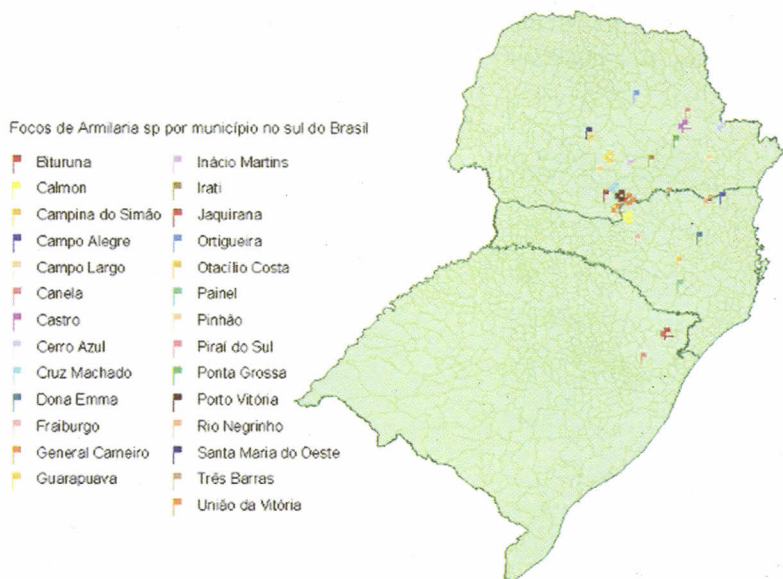 Focos de Armilaria sp por município no sul do Brasil
Bituruna
Calmon
Campina do Simão
Campo Alegre
Campo Largo
Canela
Castro
Cerro Azul
Cruz Machado
Dona Emma
Fraiburgo
General Carneiro
Guarapuava
Inácio Martins
Irati
Jaquirana
Ortigueira
Otacílio Costa
Painel
Pinhão
Piraí do Sul
Ponta Grossa
Porto Vitória
Rio Negrinho
Santa Maria do Oeste
Três Barras
União da Vitória